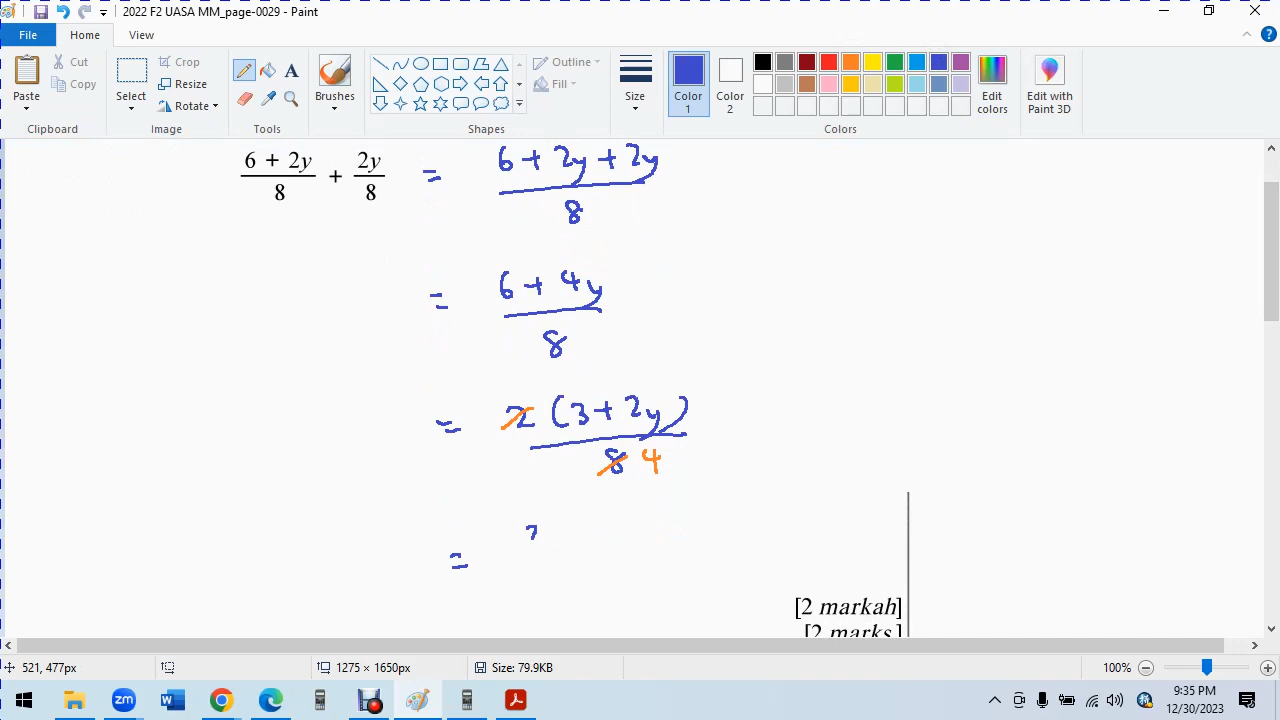 2022 F2 UASA MM_page-0029 - Paint
File Home View
Paste Cut Copy Select Crop Resize Rotate A Brushes Outline Fill Size Color 1 Color 2 Edit colors Edit with Paint 3D
Clipboard Image Tools Shapes Colors
6 + 2y / 8 + 2y / 8 = 6 + 2y + 2y / 8
= 6 + 4y / 8
= 2 (3 + 2y) / 8 4
=
[2 markah]
[2 marks]
521, 477px 1275 × 1650px Size: 79.9KB 100%
zm W 9:35 PM
12/30/2023